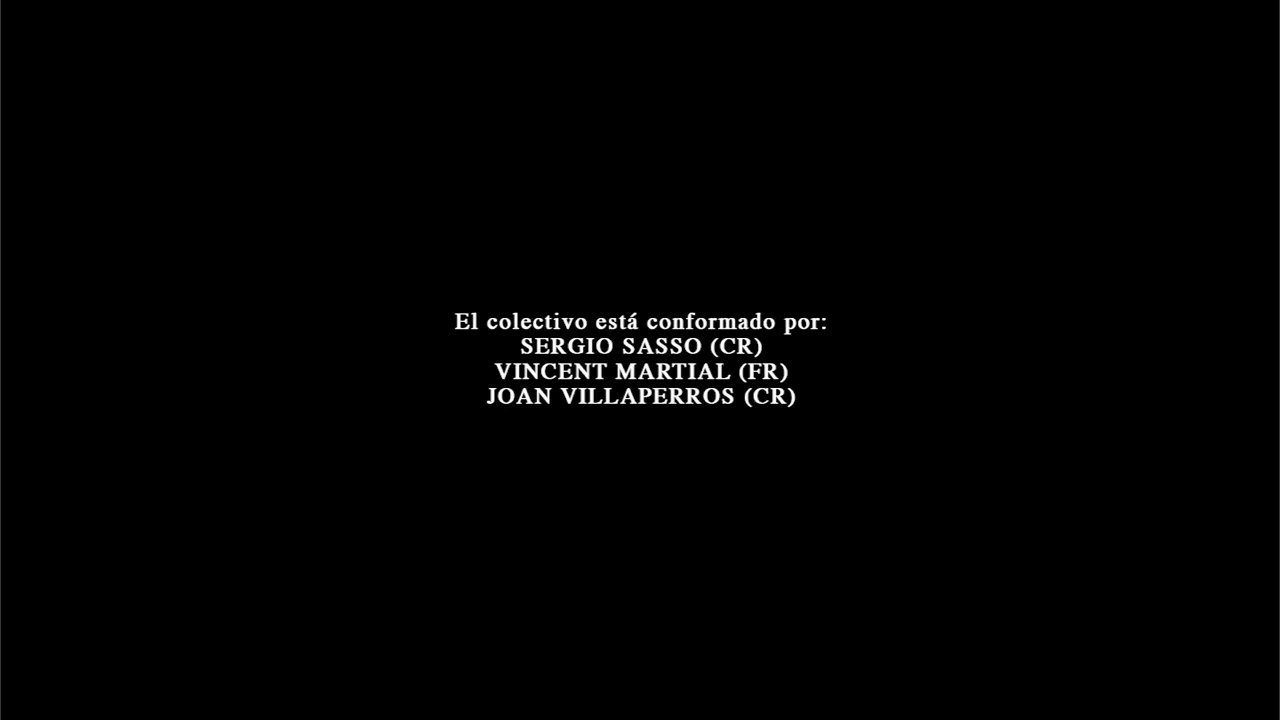 El colectivo está conformado por:
SERGIO SASSO (CR)
VINCENT MARTIAL (FR)
JOAN VILLAPERROS (CR)